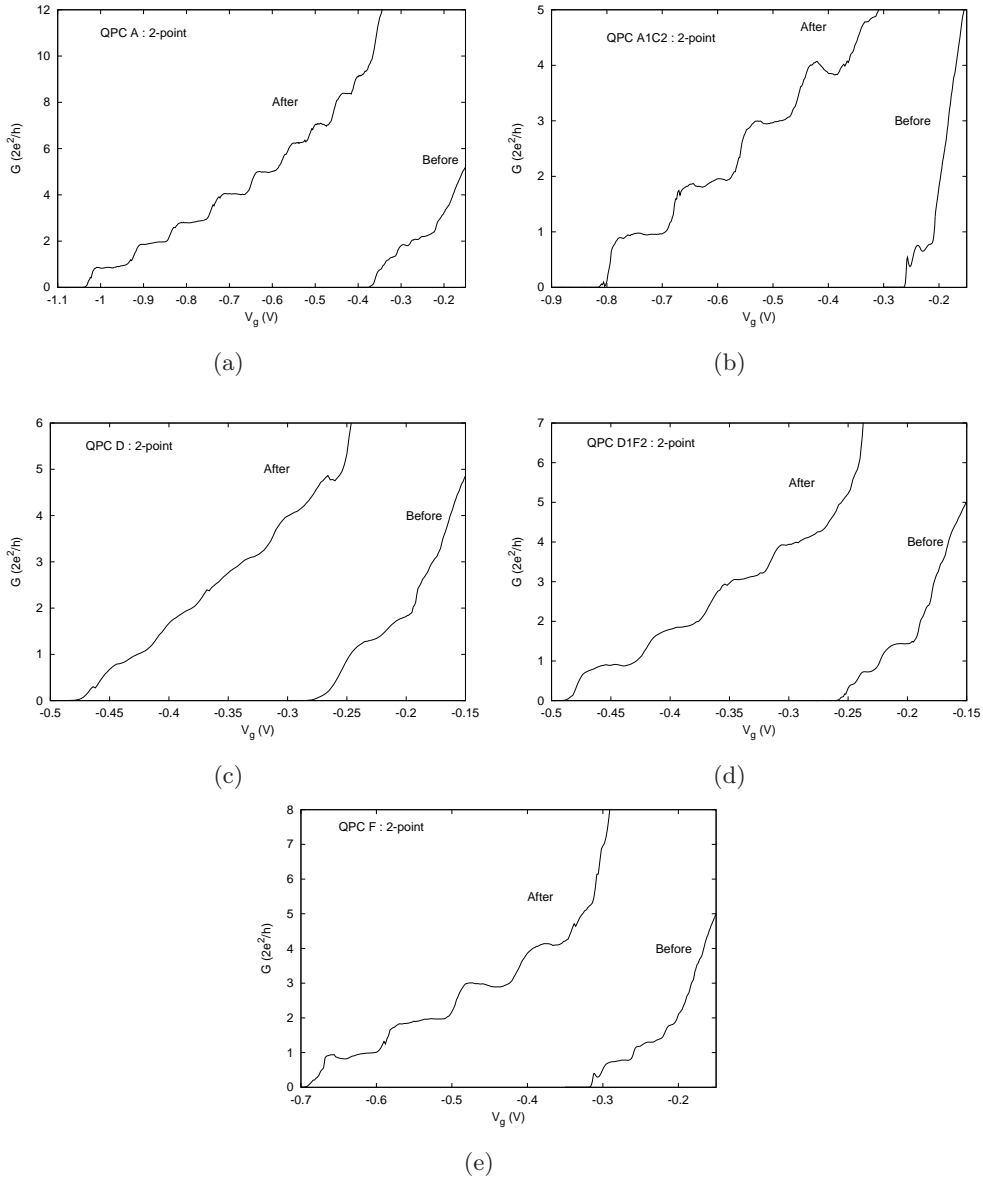 QPC A : 2-point
After
Before
G (2e²/h)
12
10
8
6
4
2
0
-1.1 -1 -0.9 -0.8 -0.7 -0.6 -0.5 -0.4 -0.3 -0.2
V_g (V)
(a)
QPC A1C2 : 2-point
After
Before
G (2e²/h)
5
4
3
2
1
0
-0.9 -0.8 -0.7 -0.6 -0.5 -0.4 -0.3 -0.2
V_g (V)
(b)
QPC D : 2-point
After
Before
G (2e²/h)
6
5
4
3
2
1
0
-0.5 -0.45 -0.4 -0.35 -0.3 -0.25 -0.2 -0.15
V_g (V)
(c)
QPC D1F2 : 2-point
After
Before
G (2e²/h)
7
6
5
4
3
2
1
0
-0.5 -0.45 -0.4 -0.35 -0.3 -0.25 -0.2 -0.15
V_g (V)
(d)
QPC F : 2-point
After
Before
G (2e²/h)
8
7
6
5
4
3
2
1
0
-0.7 -0.6 -0.5 -0.4 -0.3 -0.2
V_g (V)
(e)